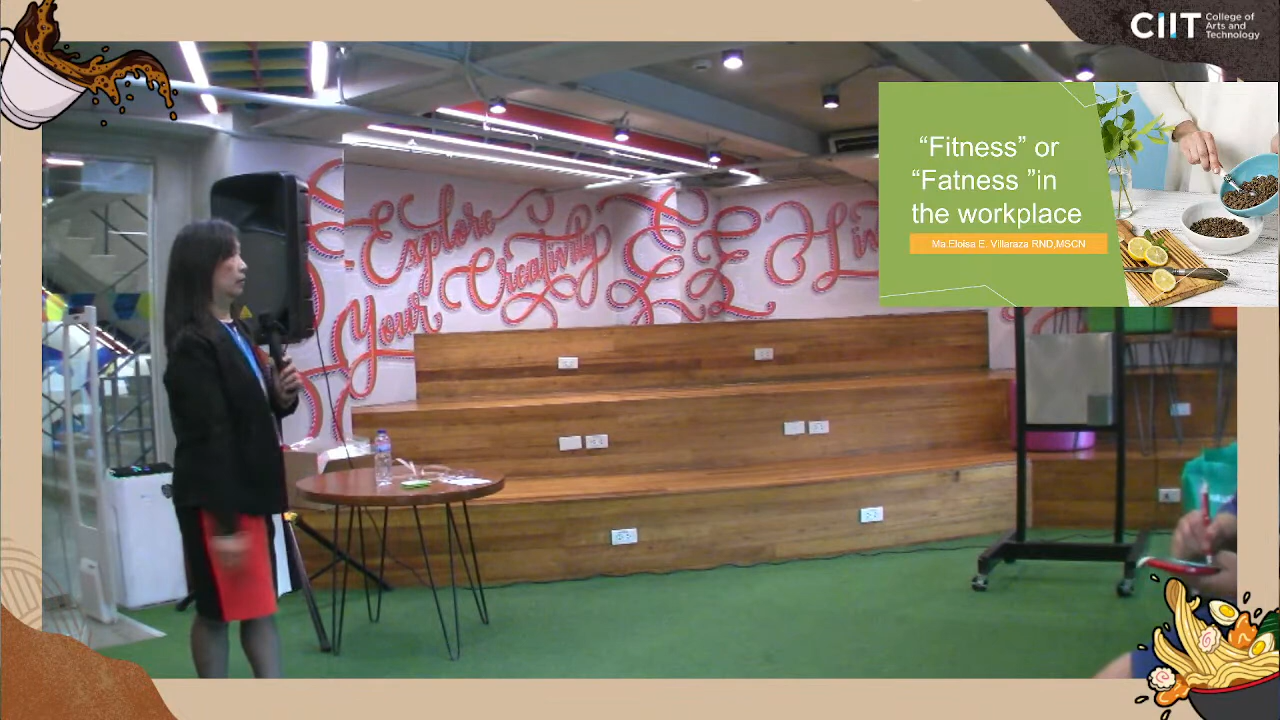 CIIT College of
Arts and
Technology
“Fitness” or
“Fatness ”in
the workplace
Ma.Eloisa E. Villaraza RND,MSCN
Explore
Your Creativity